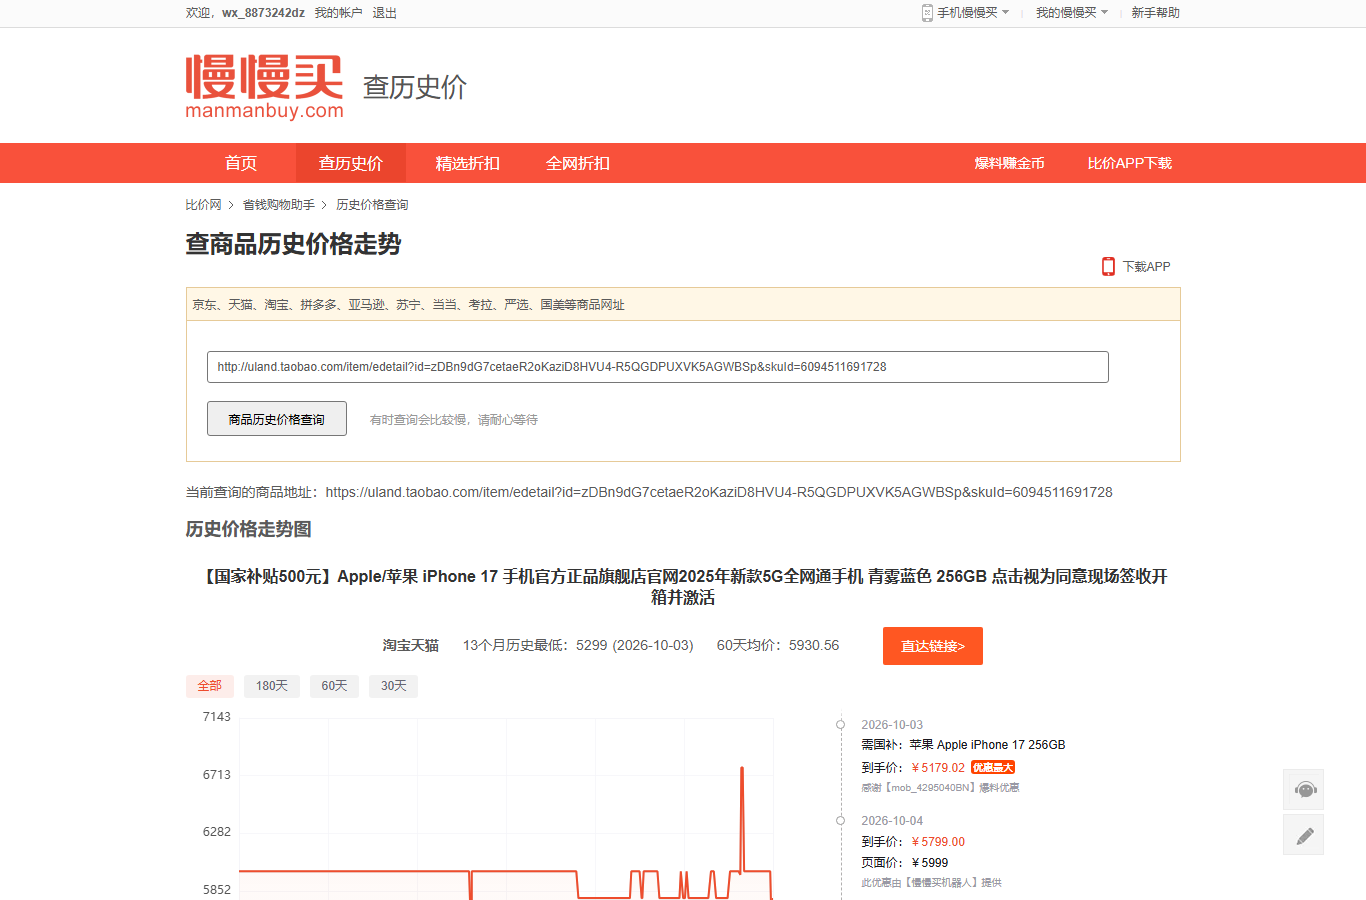 欢迎，wx_8873242dz 我的帐户 退出
手机慢慢买 我的慢慢买 新手帮助
慢慢买
manmanbuy.com
查历史价
首页 查历史价 精选折扣 全网折扣 爆料赚金币 比价APP下载
比价网 > 省钱购物助手 > 历史价格查询
查商品历史价格走势
下载APP
京东、天猫、淘宝、拼多多、亚马逊、苏宁、当当、考拉、严选、国美等商品网址
http://uland.taobao.com/item/edetail?id=zDBn9dG7cetaeR2oKaziD8HVU4-R5QGDPUXVK5AGWBSp&skuId=6094511691728
商品历史价格查询 有时查询会比较慢，请耐心等待
当前查询的商品地址：https://uland.taobao.com/item/edetail?id=zDBn9dG7cetaeR2oKaziD8HVU4-R5QGDPUXVK5AGWBSp&skuId=6094511691728
历史价格走势图
【国家补贴500元】Apple/苹果 iPhone 17 手机官方正品旗舰店官网2025年新款5G全网通手机 青雾蓝色 256GB 点击视为同意现场签收开
箱并激活
淘宝天猫 13个月历史最低：5299 (2026-10-03) 60天均价：5930.56 直达链接>
全部 180天 60天 30天
7143
6713
6282
5852
2026-10-03
需国补：苹果 Apple iPhone 17 256GB
到手价：￥5179.02 优惠最大
感谢【mob_4295040BN】爆料优惠
2026-10-04
到手价：￥5799.00
页面价：￥5999
此优惠由【慢慢买机器人】提供